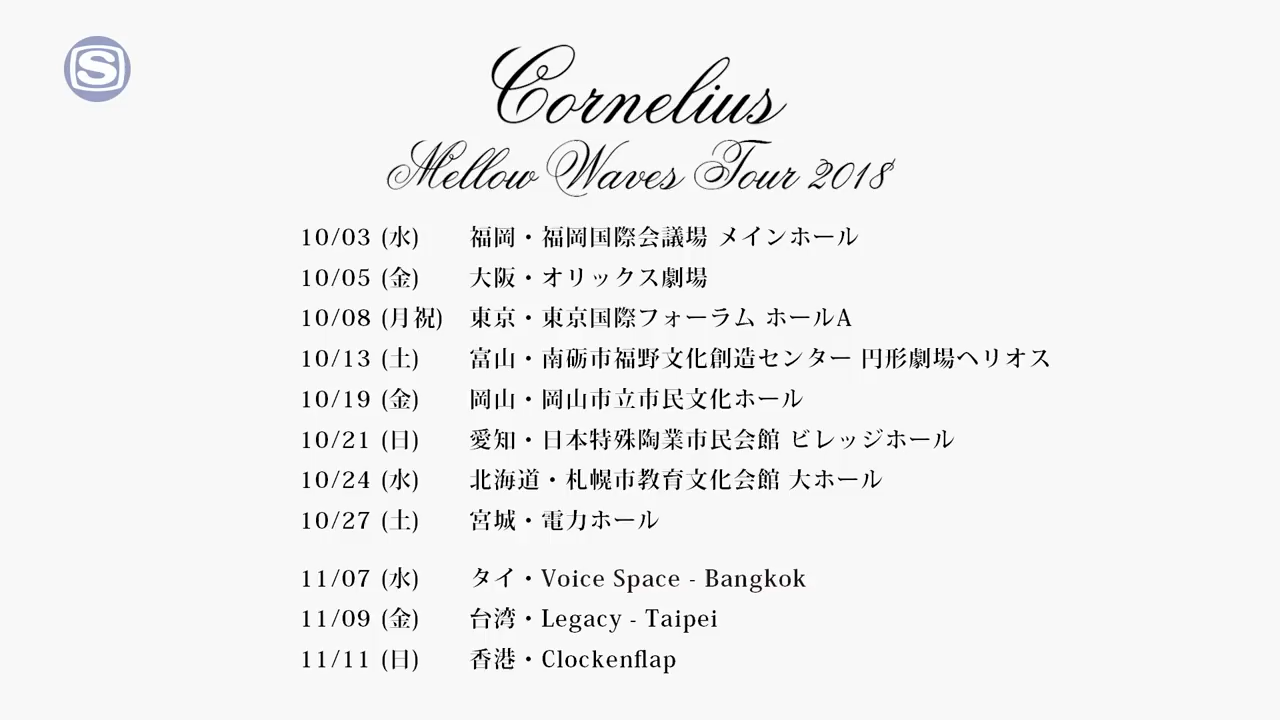 S
Cornelius
Mellow Waves Tour 2018
10/03 (水) 福岡・福岡国際会議場 メインホール
10/05 (金) 大阪・オリックス劇場
10/08 (月祝) 東京・東京国際フォーラム ホールA
10/13 (土) 富山・南砺市福野文化創造センター 円形劇場ヘリオス
10/19 (金) 岡山・岡山市立市民文化ホール
10/21 (日) 愛知・日本特殊陶業市民会館 ビレッジホール
10/24 (水) 北海道・札幌市教育文化会館 大ホール
10/27 (土) 宮城・電力ホール
11/07 (水) タイ・Voice Space - Bangkok
11/09 (金) 台湾・Legacy - Taipei
11/11 (日) 香港・Clockenflap